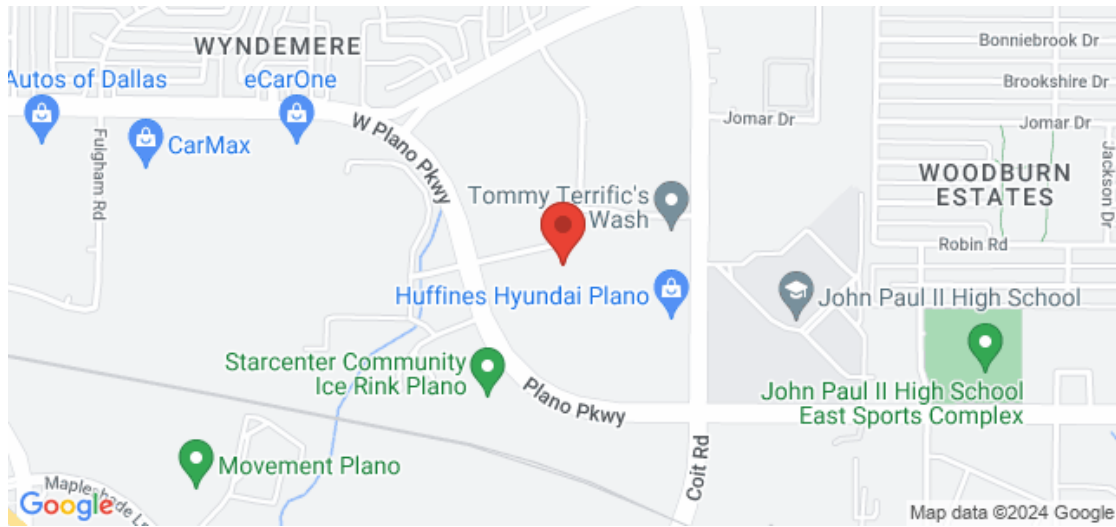 WYNDEMERE
Bonniebrook Dr
Autos of Dallas
eCarOne
Brookshire Dr
CarMax
W Plano Pkwy
Jomar Dr
Jomar Dr
Fulgham Rd
Jackson Dr
WOODBURN
ESTATES
Tommy Terrific's
Wash
Robin Rd
Huffines Hyundai Plano
John Paul II High School
Starcenter Community
Ice Rink Plano
Plano Pkwy
John Paul II High School
East Sports Complex
Movement Plano
Coit Rd
Mapleshade Ln
Google
Map data ©2024 Google